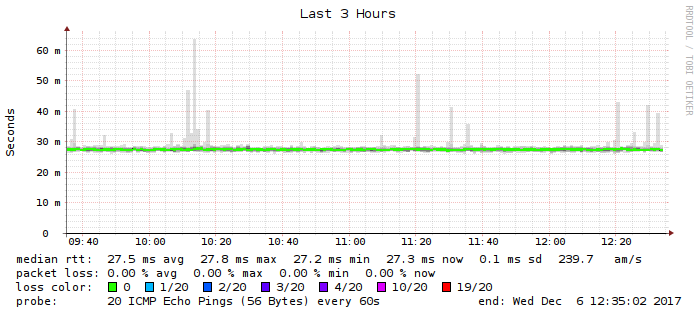 Last 3 Hours
RRDTOOL / TOBI OETIKER
Seconds
60 m
50 m
40 m
30 m
20 m
10 m
0
09:40 10:00 10:20 10:40 11:00 11:20 11:40 12:00 12:20
median rtt: 27.5 ms avg 27.8 ms max 27.2 ms min 27.3 ms now 0.1 ms sd 239.7 am/s
packet loss: 0.00 % avg 0.00 % max 0.00 % min 0.00 % now
loss color: 0 1/20 2/20 3/20 4/20 10/20 19/20
probe: 20 ICMP Echo Pings (56 Bytes) every 60s end: Wed Dec 6 12:35:02 2017